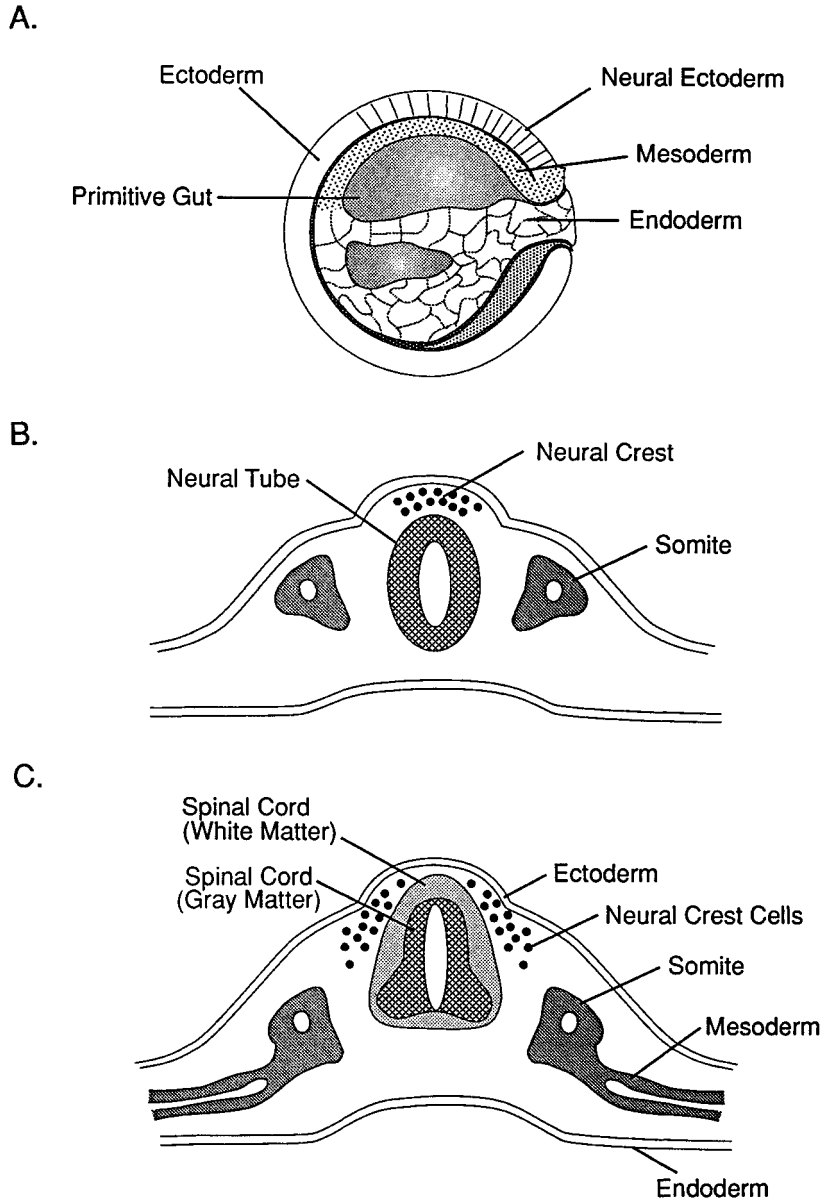 A.
Ectoderm
Neural Ectoderm
Mesoderm
Primitive Gut
Endoderm
B.
Neural Crest
Neural Tube
Somite
C.
Spinal Cord
(White Matter)
Spinal Cord
(Gray Matter)
Ectoderm
Neural Crest Cells
Somite
Mesoderm
Endoderm